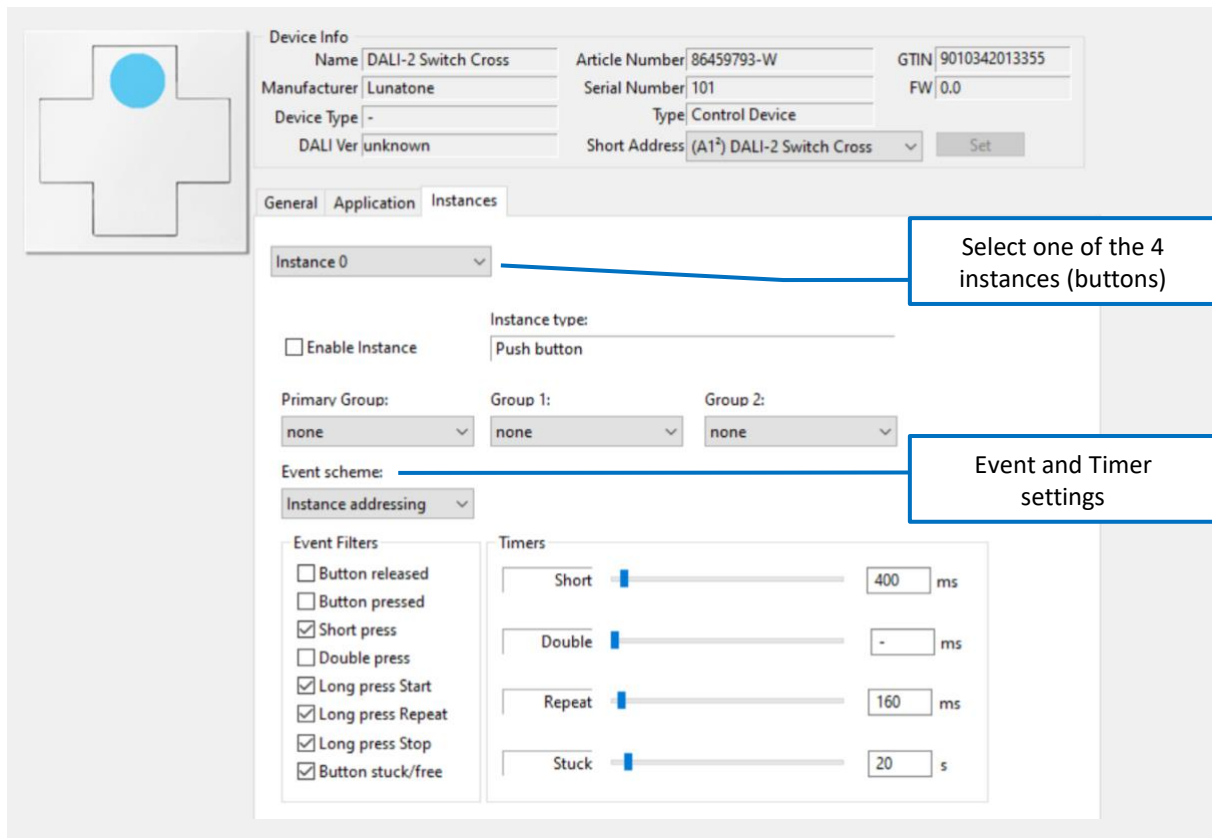 Device Info
Name DALI-2 Switch Cross Article Number 86459793-W GTIN 9010342013355
Manufacturer Lunatone Serial Number 101 FW 0.0
Device Type - Type Control Device
DALI Ver unknown Short Address (A1²) DALI-2 Switch Cross Set
General Application Instances
Instance 0
Select one of the 4
instances (buttons)
Instance type:
Enable Instance Push button
Primary Group: Group 1: Group 2:
none none none
Event scheme:
Instance addressing
Event and Timer
settings
Event Filters Timers
Button released
Short 400 ms
Button pressed
Short press
Double - ms
Double press
Long press Start
Repeat 160 ms
Long press Repeat
Long press Stop
Stuck 20 s
Button stuck/free